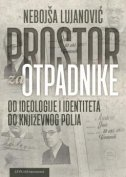 Nebojša Lujanović
PROSTOR
za OTPADNIKE
OD IDEOLOGIJE I IDENTITETA
DO KNJIŽEVNOG POLJA